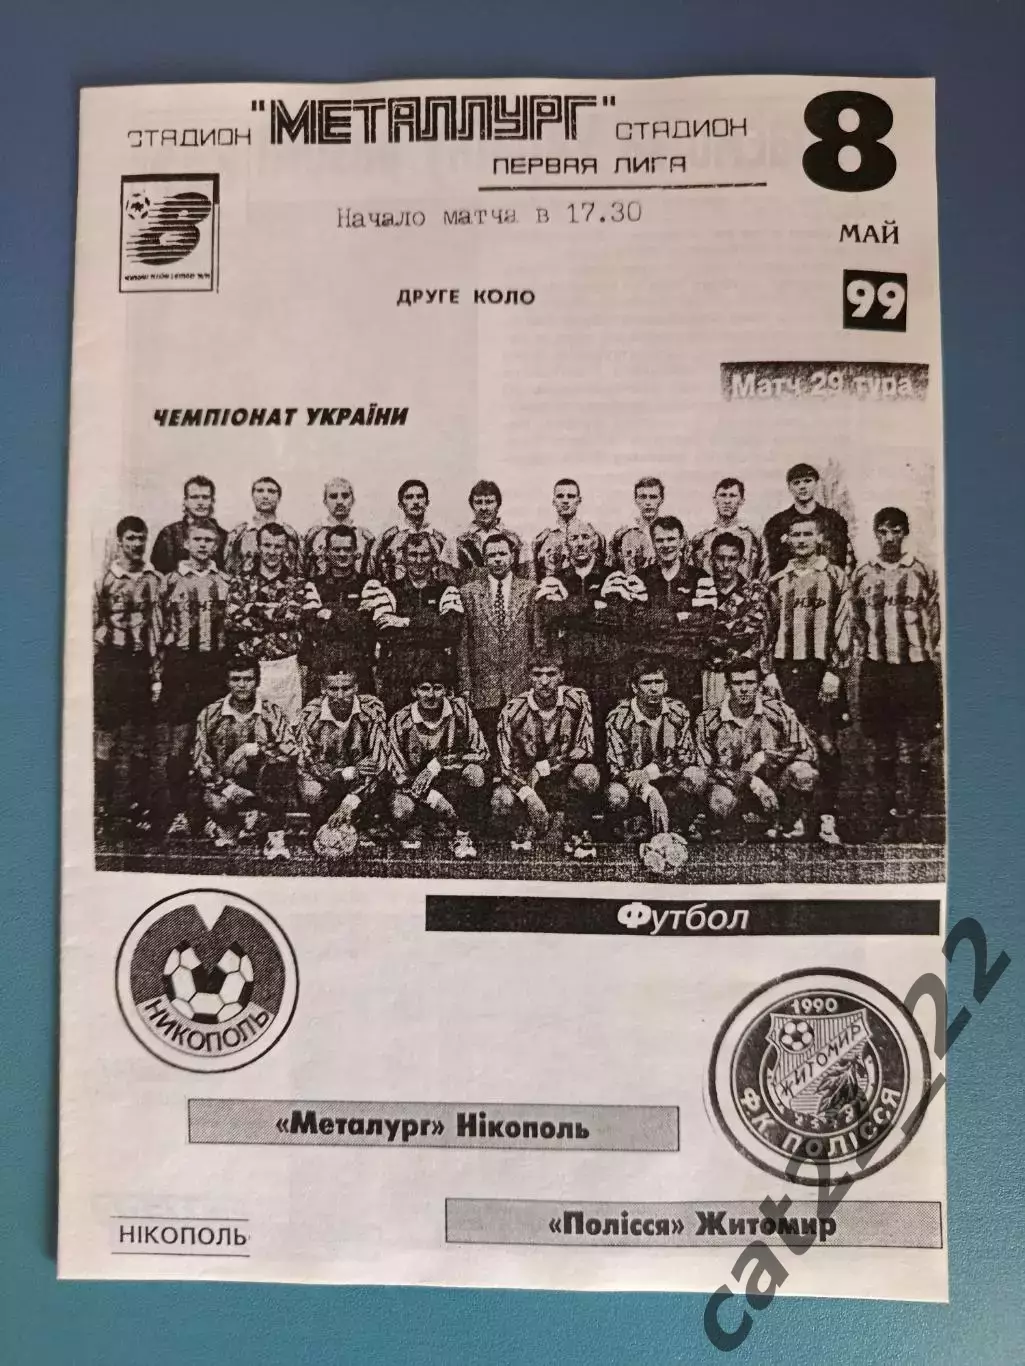 СТАДИОН "МЕТАЛЛУРГ" СТАДИОН
ПЕРВАЯ ЛИГА
8
МАЙ
99
Начало матча в 17.30
ДРУГЕ КОЛО
Матч 29 тура
ЧЕМПІОНАТ УКРАЇНИ
Футбол
НИКОПОЛЬ
1990
ЖИТОМИР
Ф.К. ПОЛІССЯ
«Металург» Нікополь
«Полісся» Житомир
НІКОПОЛЬ